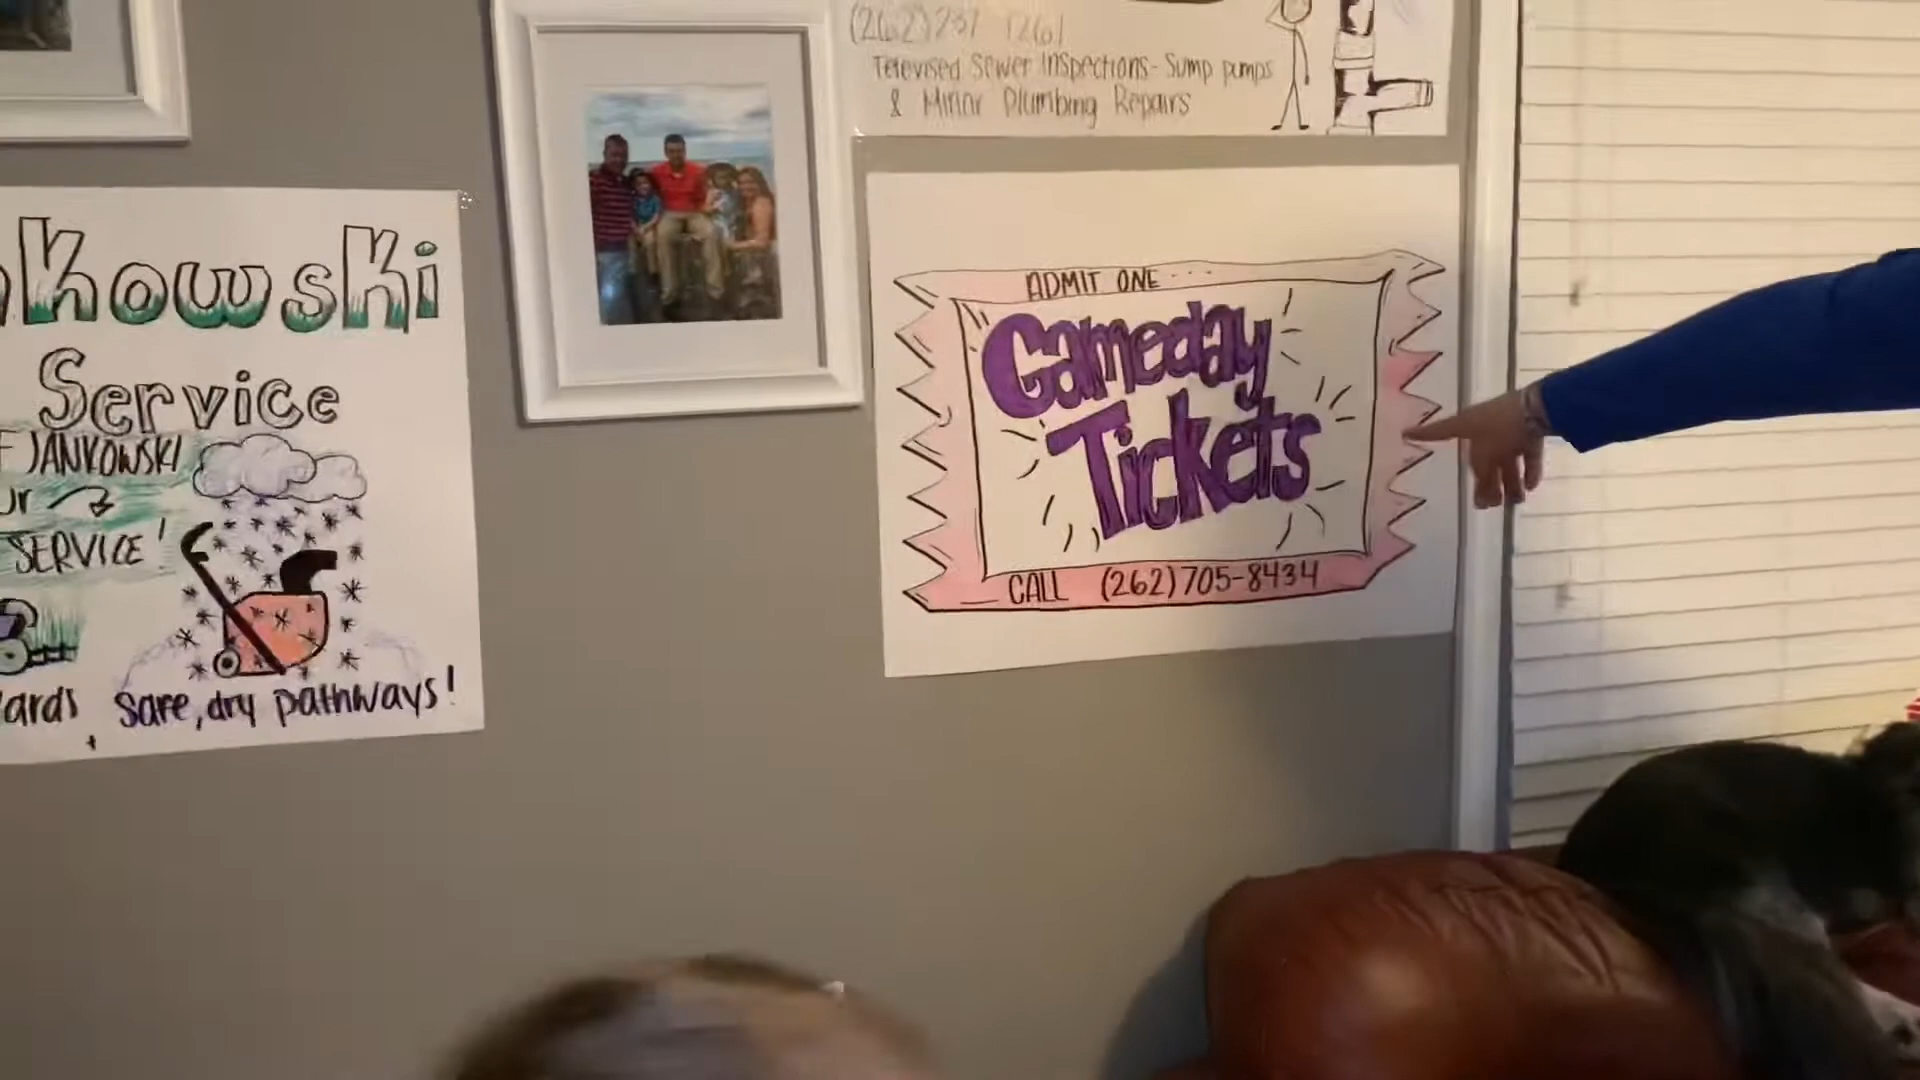 Kowski
Service
JANKOWSKI
SERVICE!
Safe, dry pathways!
Televised Sewer Inspections - Sump pumps
& Minor Plumbing Repairs
ADMIT ONE...
Gameday
Tickets
CALL (262)705-8434